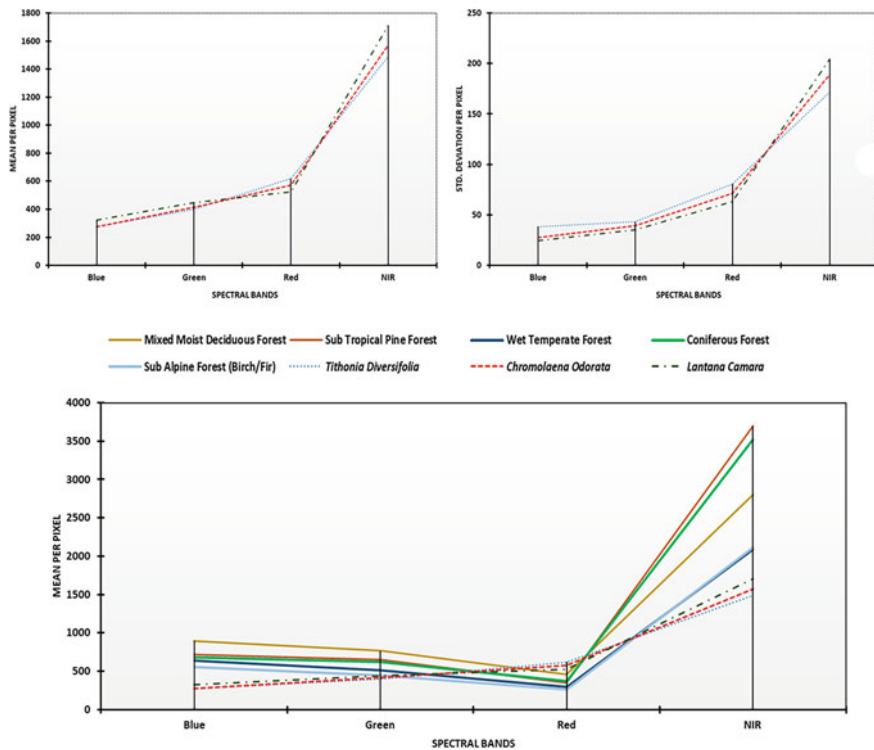 1800
1600
1400
1200
1000
800
600
400
200
0
MEAN PER PIXEL
Blue Green Red NIR
SPECTRAL BANDS
250
200
150
100
50
0
STD. DEVIATION PER PIXEL
Blue Green Red NIR
SPECTRAL BANDS
Mixed Moist Deciduous Forest Sub Tropical Pine Forest Wet Temperate Forest Coniferous Forest
Sub Alpine Forest (Birch/Fir) Tithonia Diversifolia Chromolaena Odorata Lantana Camara
4000
3500
3000
2500
2000
1500
1000
500
0
MEAN PER PIXEL
Blue Green Red NIR
SPECTRAL BANDS